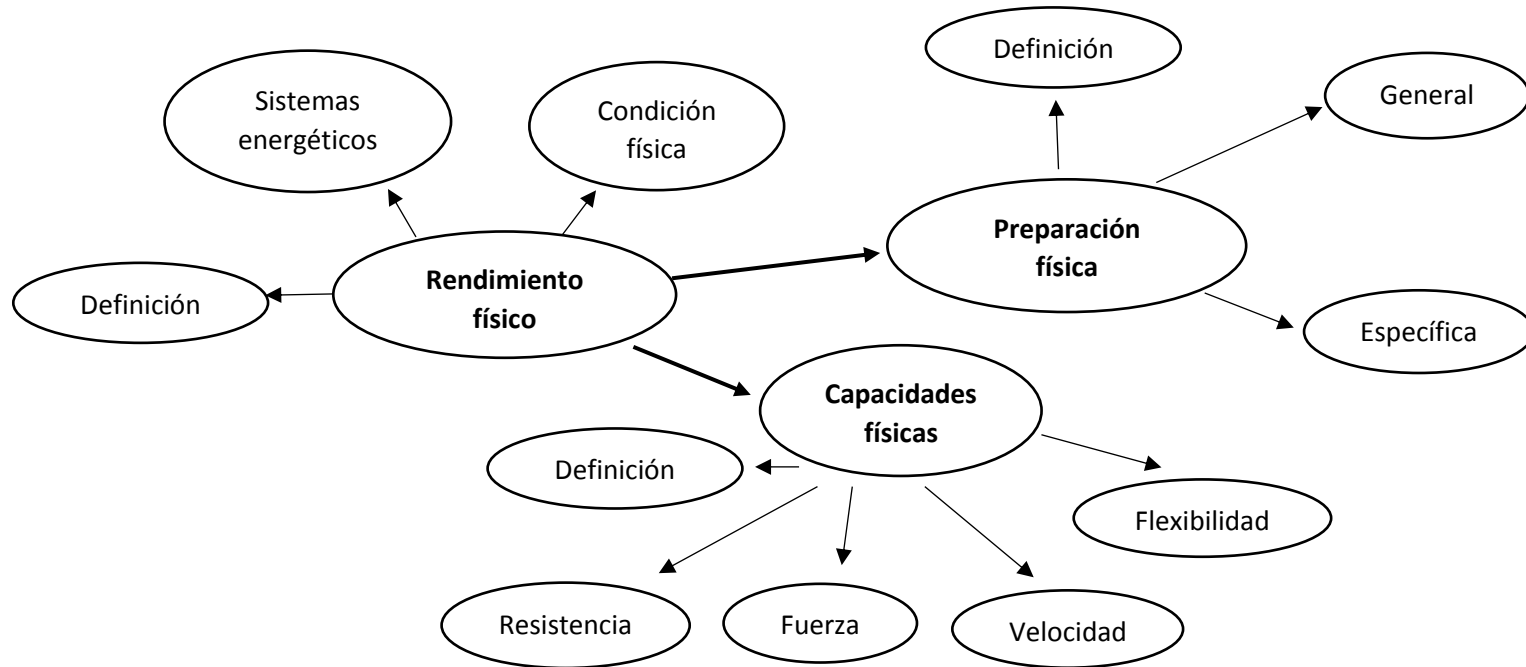 Definición
General
Sistemas
energéticos
Condición
física
Preparación
física
Rendimiento
físico
Definición
Específica
Capacidades
físicas
Definición
Flexibilidad
Resistencia
Fuerza
Velocidad